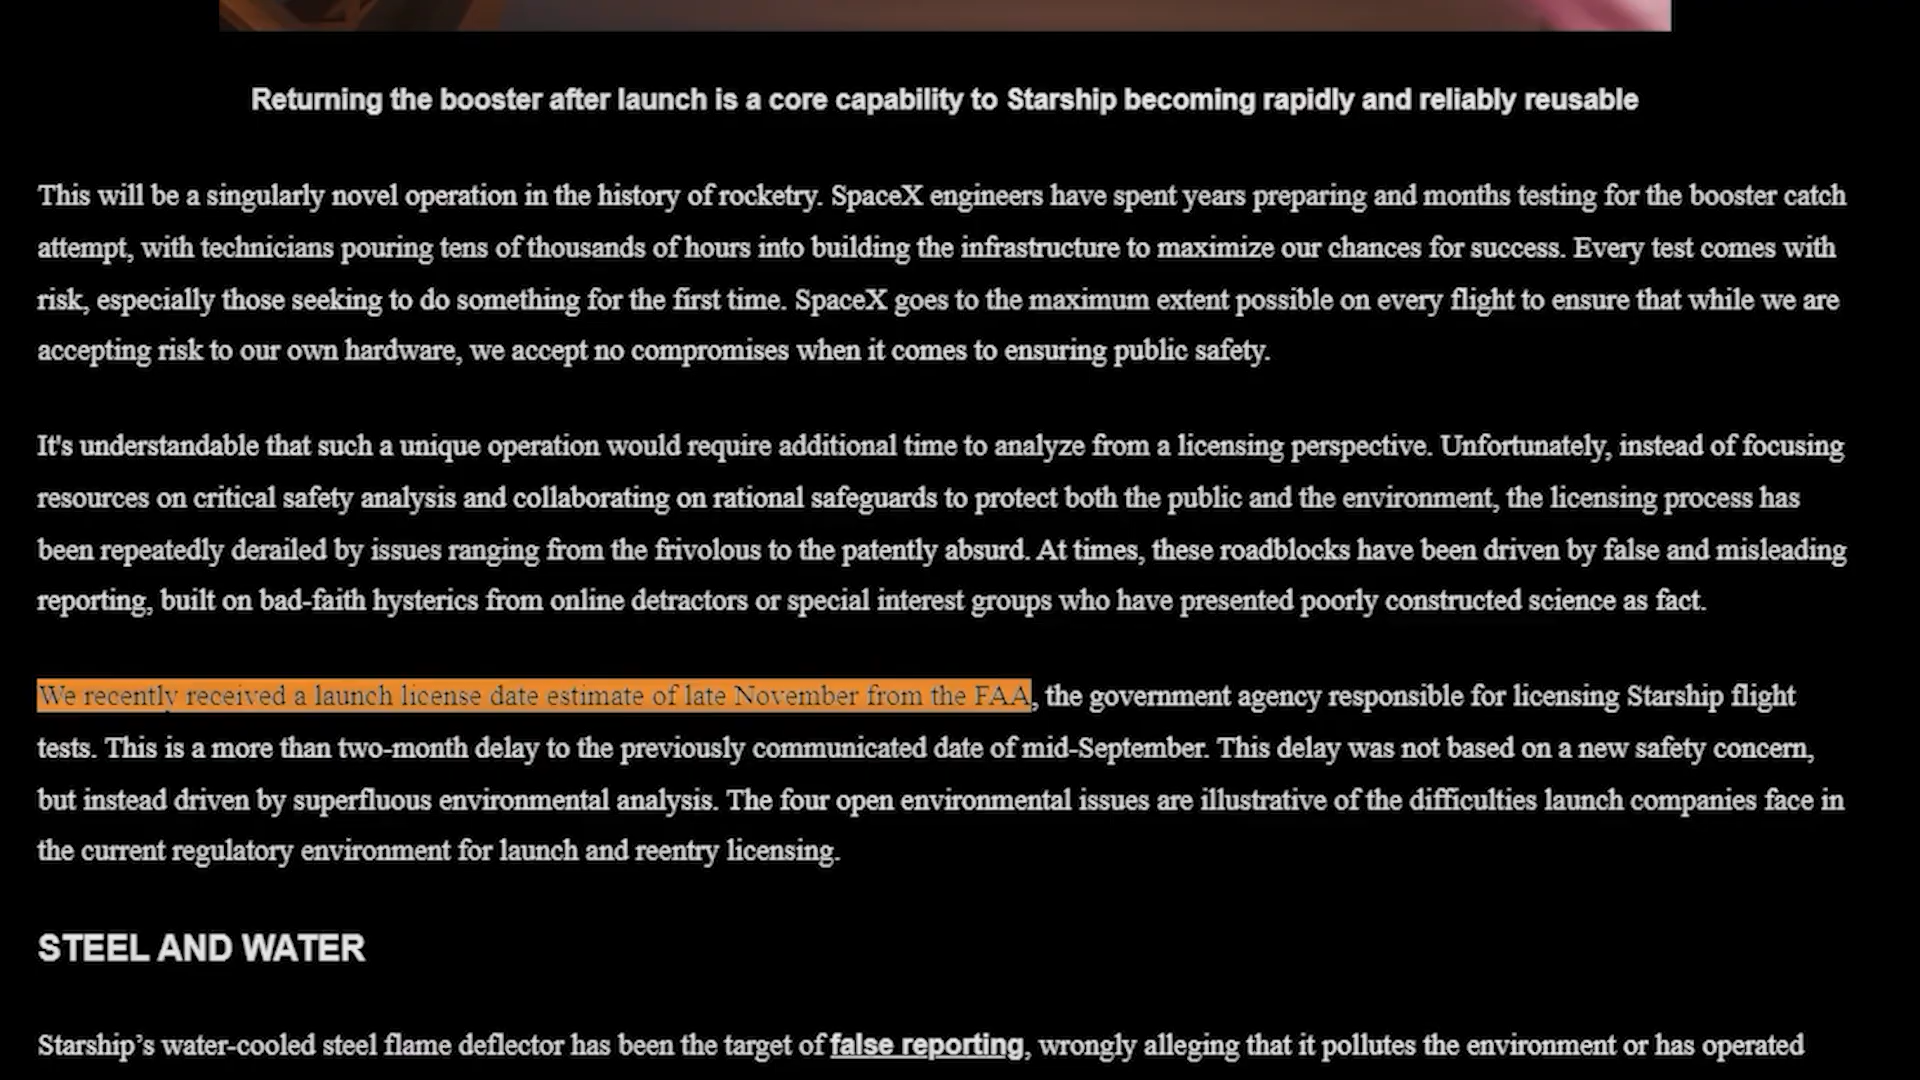 Returning the booster after launch is a core capability to Starship becoming rapidly and reliably reusable
This will be a singularly novel operation in the history of rocketry. SpaceX engineers have spent years preparing and months testing for the booster catch
attempt, with technicians pouring tens of thousands of hours into building the infrastructure to maximize our chances for success. Every test comes with
risk, especially those seeking to do something for the first time. SpaceX goes to the maximum extent possible on every flight to ensure that while we are
accepting risk to our own hardware, we accept no compromises when it comes to ensuring public safety.
It's understandable that such a unique operation would require additional time to analyze from a licensing perspective. Unfortunately, instead of focusing
resources on critical safety analysis and collaborating on rational safeguards to protect both the public and the environment, the licensing process has
been repeatedly derailed by issues ranging from the frivolous to the patently absurd. At times, these roadblocks have been driven by false and misleading
reporting, built on bad-faith hysterics from online detractors or special interest groups who have presented poorly constructed science as fact.
We recently received a launch license date estimate of late November from the FAA, the government agency responsible for licensing Starship flight
tests. This is a more than two-month delay to the previously communicated date of mid-September. This delay was not based on a new safety concern,
but instead driven by superfluous environmental analysis. The four open environmental issues are illustrative of the difficulties launch companies face in
the current regulatory environment for launch and reentry licensing.
STEEL AND WATER
Starship’s water-cooled steel flame deflector has been the target of false reporting, wrongly alleging that it pollutes the environment or has operated